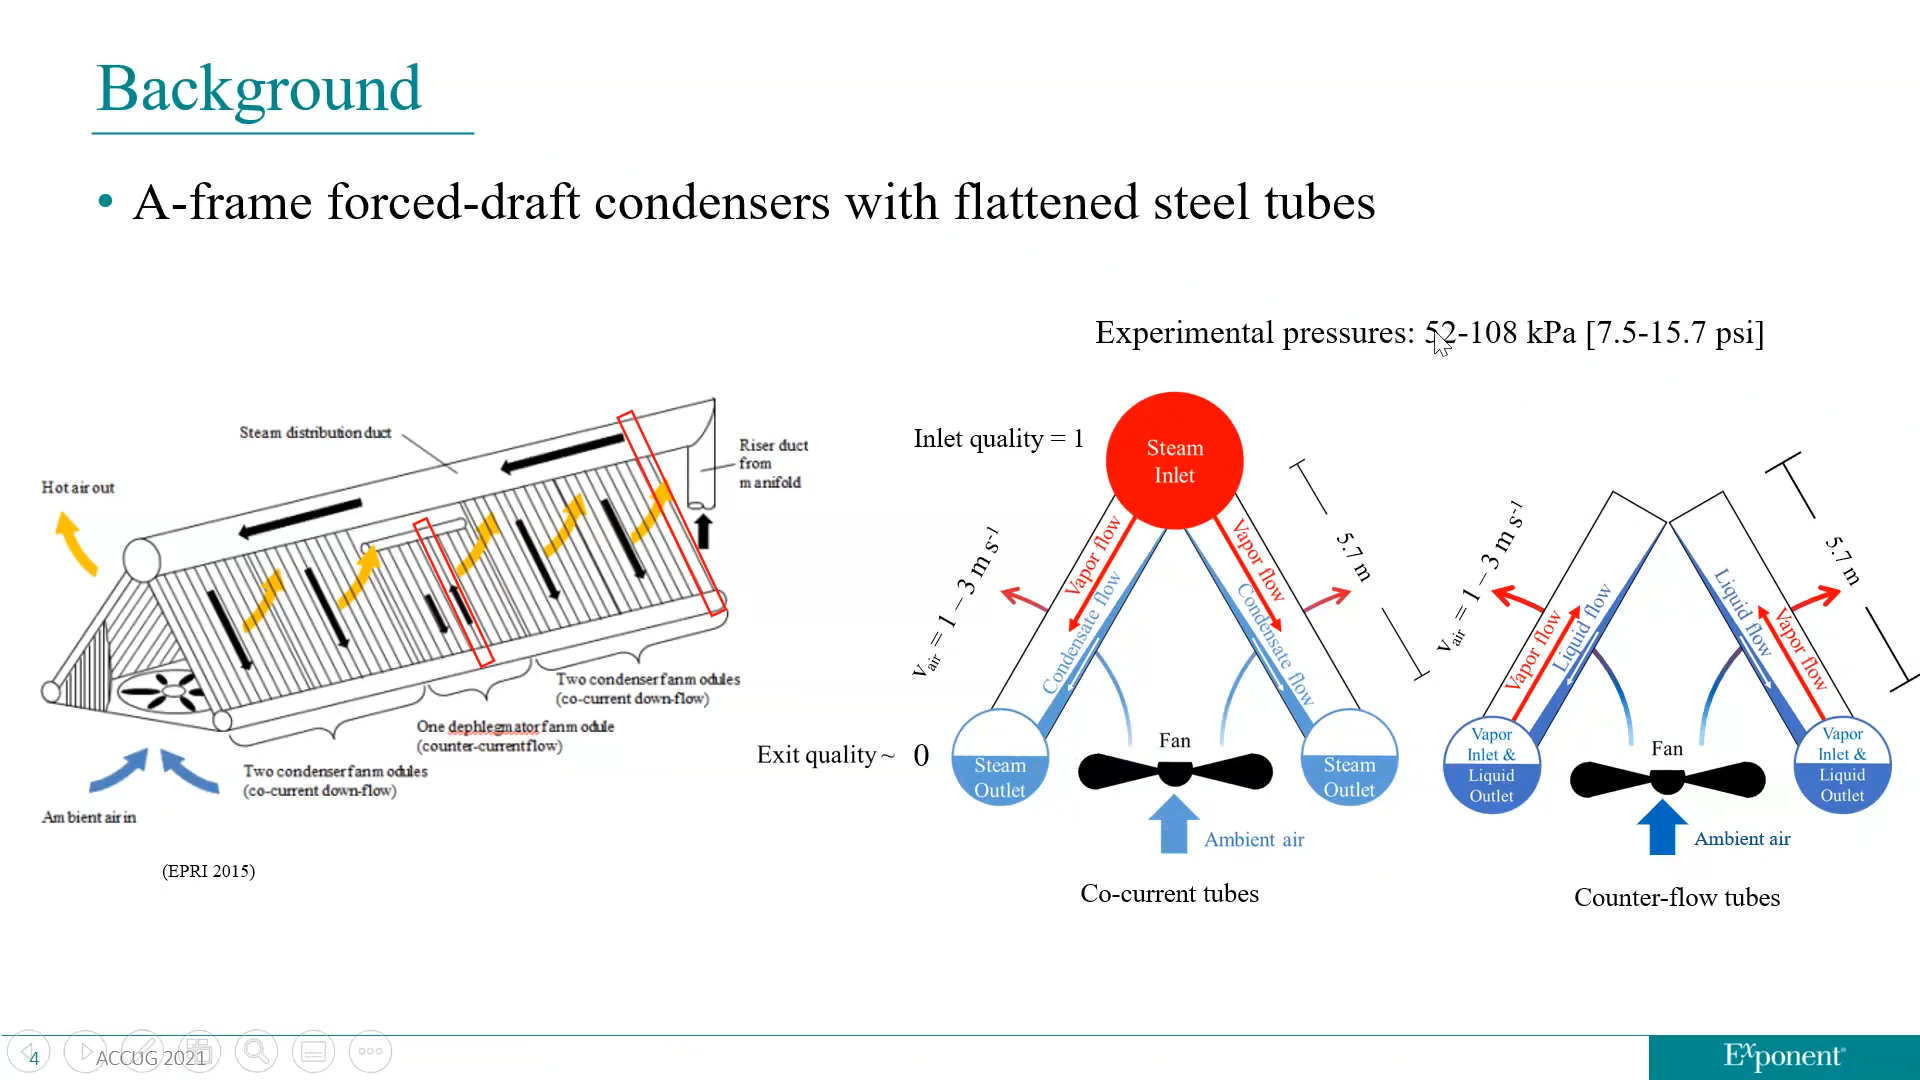 Background
• A-frame forced-draft condensers with flattened steel tubes
Experimental pressures: 52-108 kPa [7.5-15.7 psi]
Steam distribution duct
Riser duct
from
manifold
Hot air out
Two condenser fan modules
(co-current down-flow)
One dephlegmator fan module
(counter-current flow)
Two condenser fan modules
(co-current down-flow)
Ambient air in
(EPRI 2015)
Inlet quality = 1
Steam
Inlet
5.7 m
Vair = 1 – 3 m s-1
Vapor flow
Condensate flow
Vapor flow
Condensate flow
Exit quality ~ 0
Steam
Outlet
Fan
Steam
Outlet
Ambient air
Co-current tubes
Vair = 1 – 3 m s-1
5.7 m
Vapor flow
Liquid flow
Liquid flow
Vapor flow
Vapor
Inlet &
Liquid
Outlet
Fan
Vapor
Inlet &
Liquid
Outlet
Ambient air
Counter-flow tubes
4
ACCUG 2021
Exponent